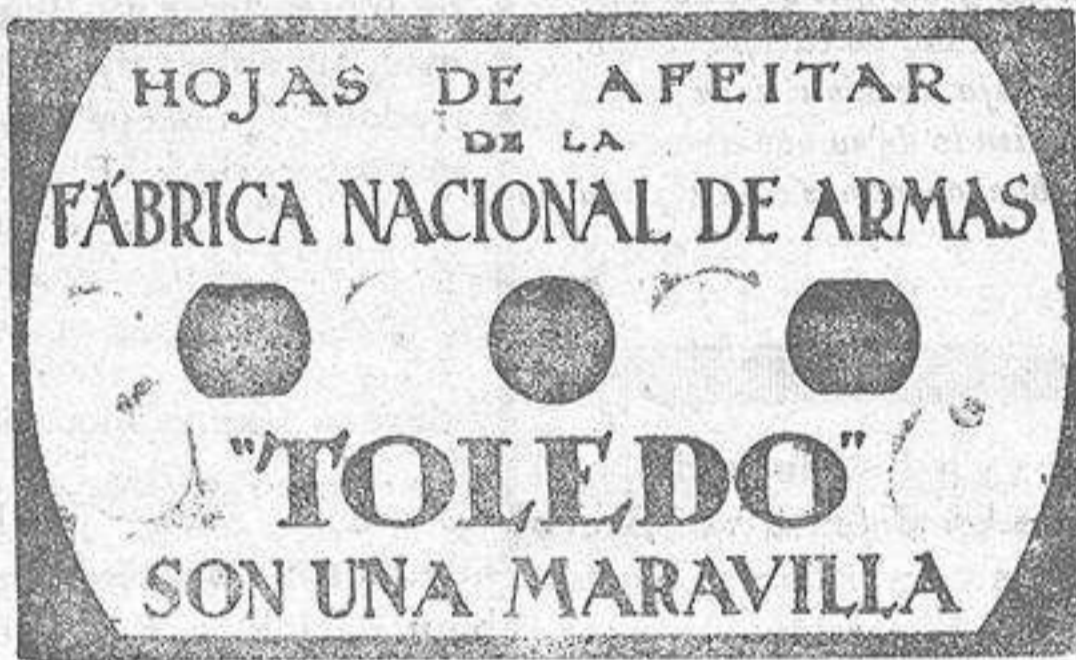 HOJAS DE AFEITAR
DE LA
FÁBRICA NACIONAL DE ARMAS
"TOLEDO"
SON UNA MARAVILLA